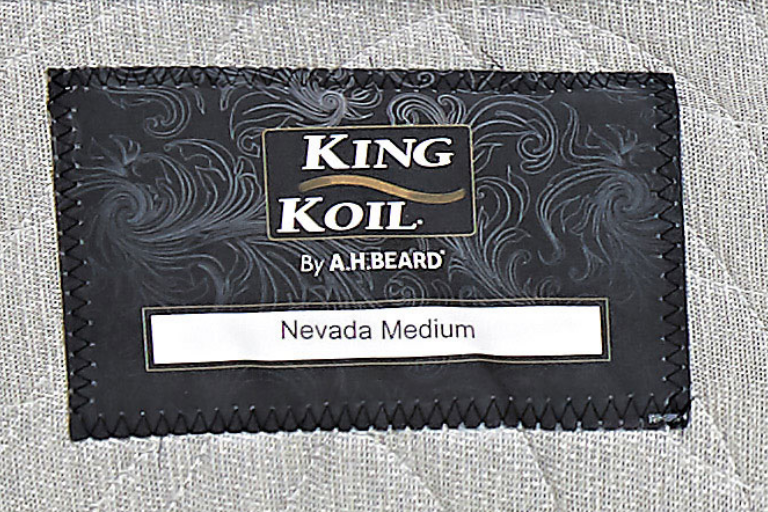 KING
KOIL
By A.H.BEARD
Nevada Medium